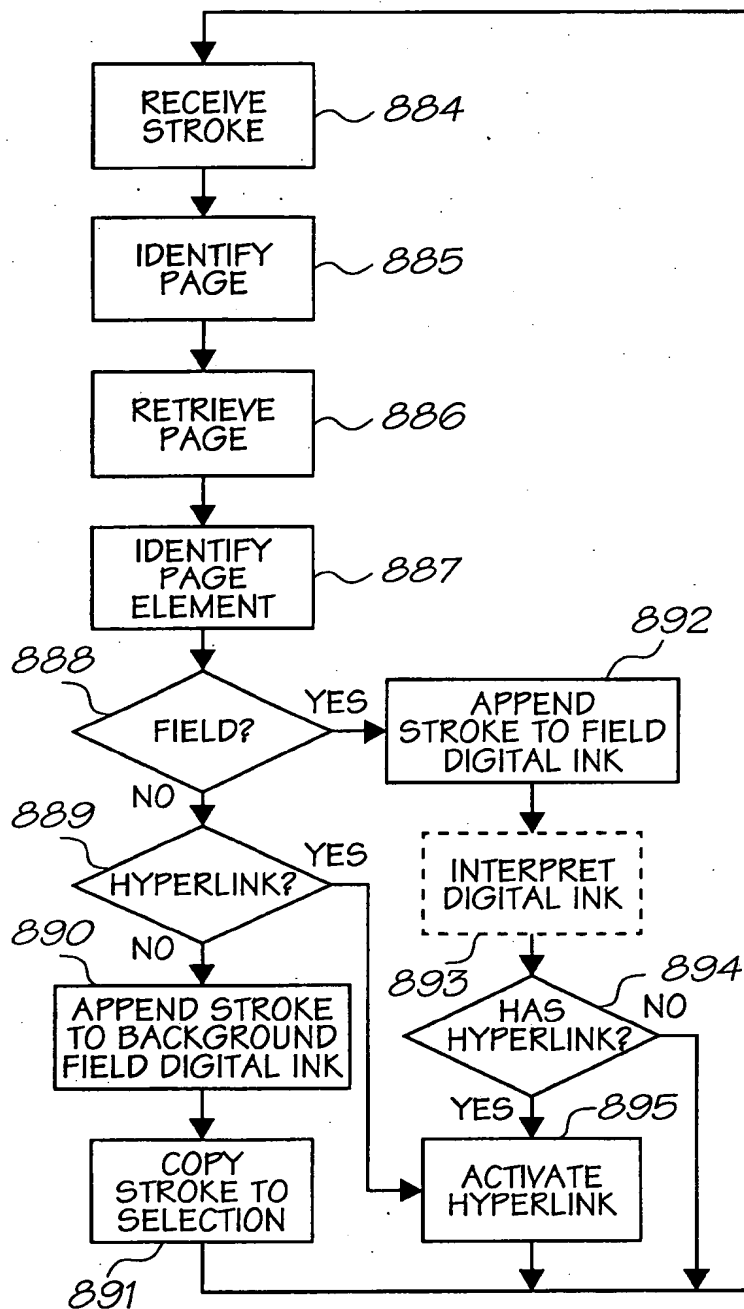 RECEIVE
STROKE
884
IDENTIFY
PAGE
885
RETRIEVE
PAGE
886
IDENTIFY
PAGE
ELEMENT
887
888
FIELD?
YES
NO
892
APPEND
STROKE TO FIELD
DIGITAL INK
889
HYPERLINK?
YES
NO
INTERPRET
DIGITAL INK
893
890
APPEND STROKE
TO BACKGROUND
FIELD DIGITAL INK
894
HAS
HYPERLINK?
NO
YES
895
COPY
STROKE TO
SELECTION
891
ACTIVATE
HYPERLINK